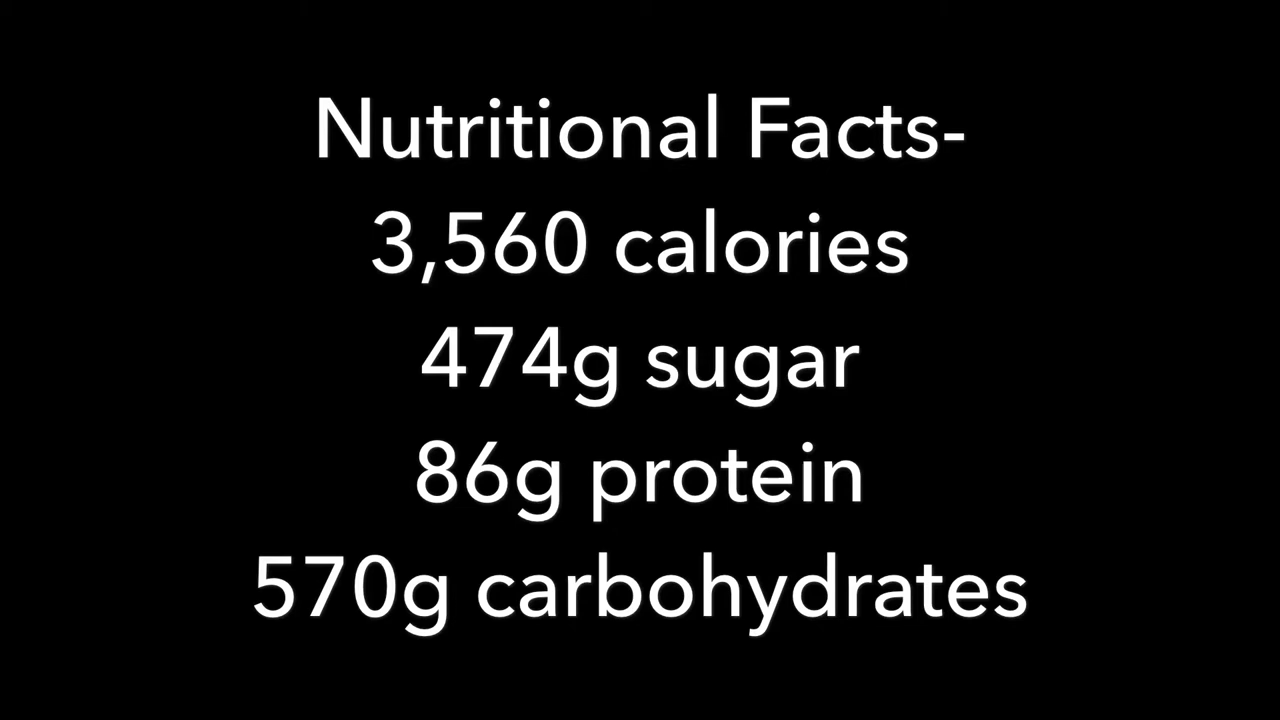 Nutritional Facts-
3,560 calories
474g sugar
86g protein
570g carbohydrates